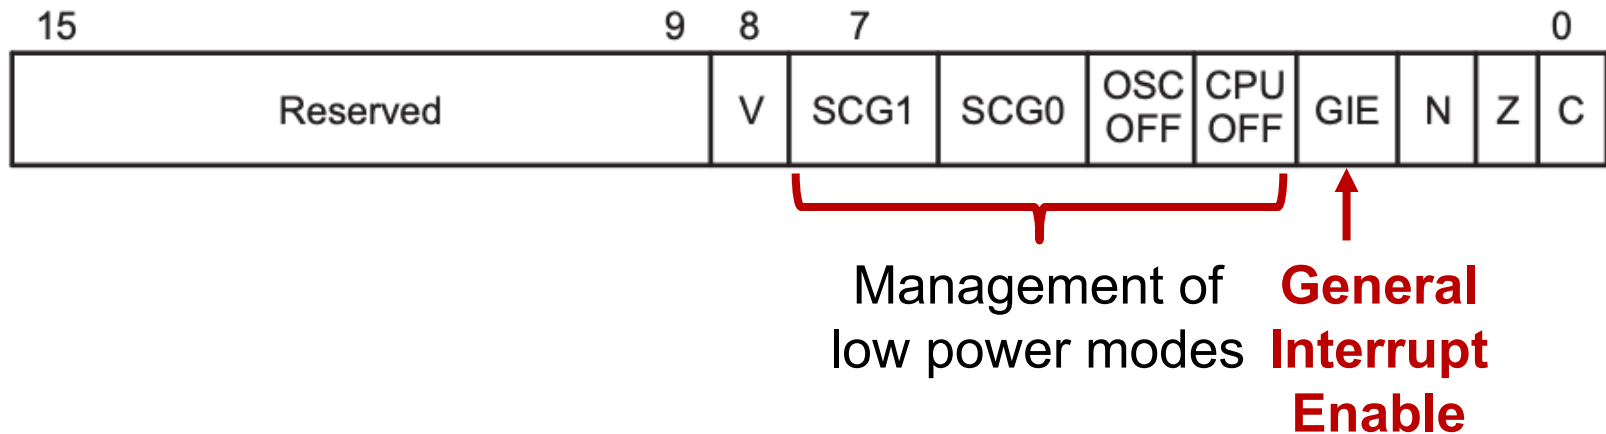 15 9 8 7 0
Reserved V SCG1 SCG0 OSC OFF CPU OFF GIE N Z C
Management of
low power modes
General
Interrupt
Enable